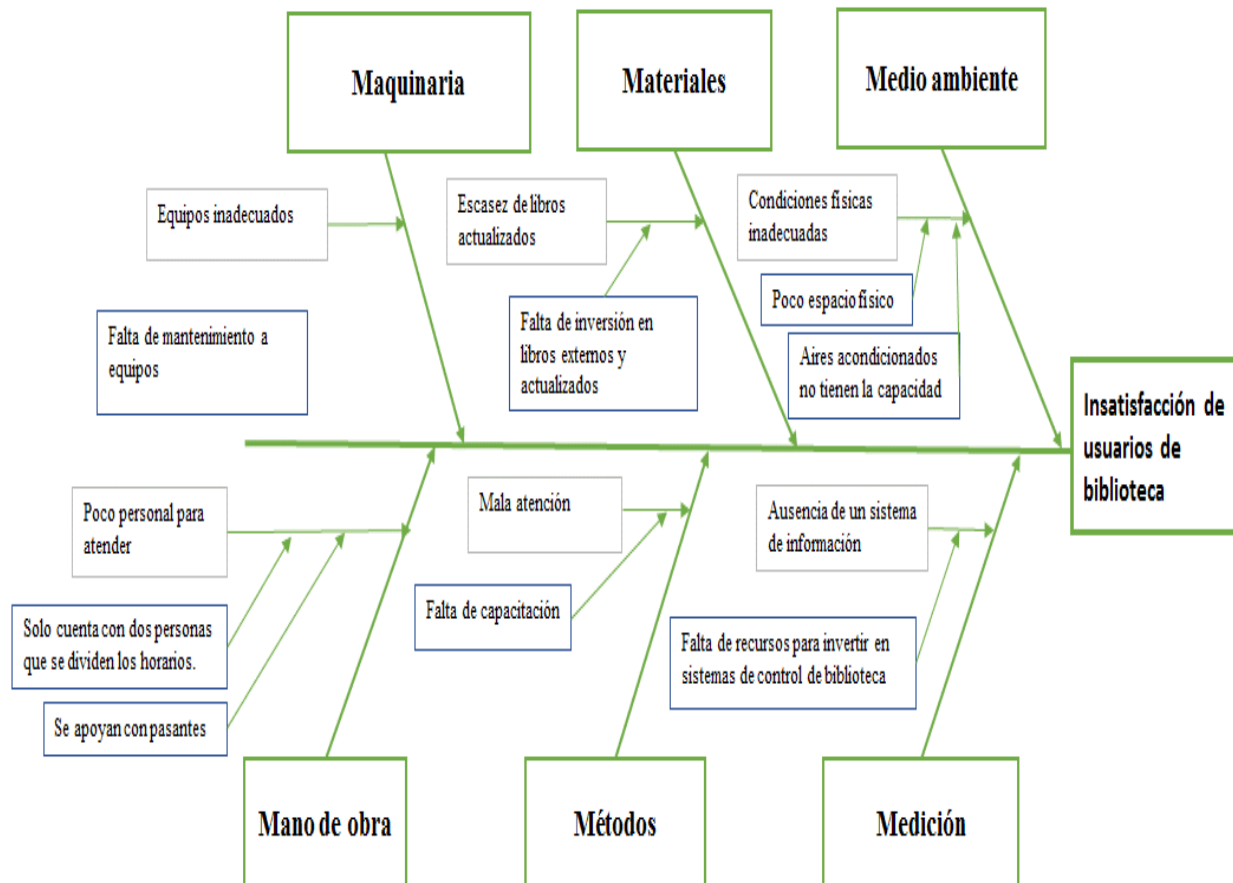 Maquinaria
Materiales
Medio ambiente
Equipos inadecuados
Escasez de libros
actualizados
Condiciones físicas
inadecuadas
Falta de mantenimiento a
equipos
Falta de inversión en
libros externos y
actualizados
Poco espacio físico
Aires acondicionados
no tienen la capacidad
Insatisfacción de
usuarios de
biblioteca
Poco personal para
atender
Mala atención
Ausencia de un sistema
de información
Solo cuenta con dos personas
que se dividen los horarios.
Falta de capacitación
Falta de recursos para invertir en
sistemas de control de biblioteca
Se apoyan con pasantes
Mano de obra
Métodos
Medición